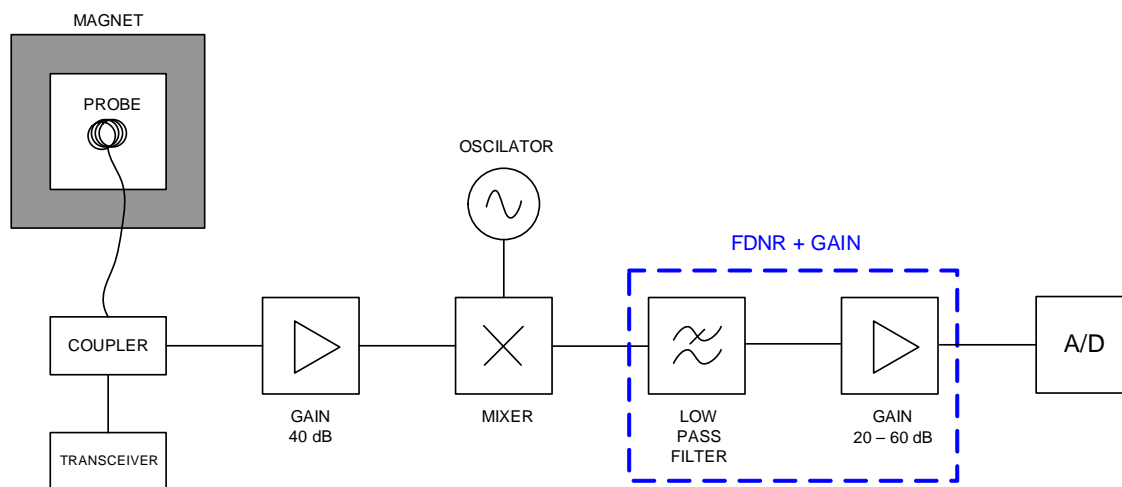 MAGNET
PROBE
OSCILATOR
FDNR + GAIN
COUPLER
A/D
GAIN
40 dB
MIXER
LOW
PASS
FILTER
GAIN
20 – 60 dB
TRANSCEIVER